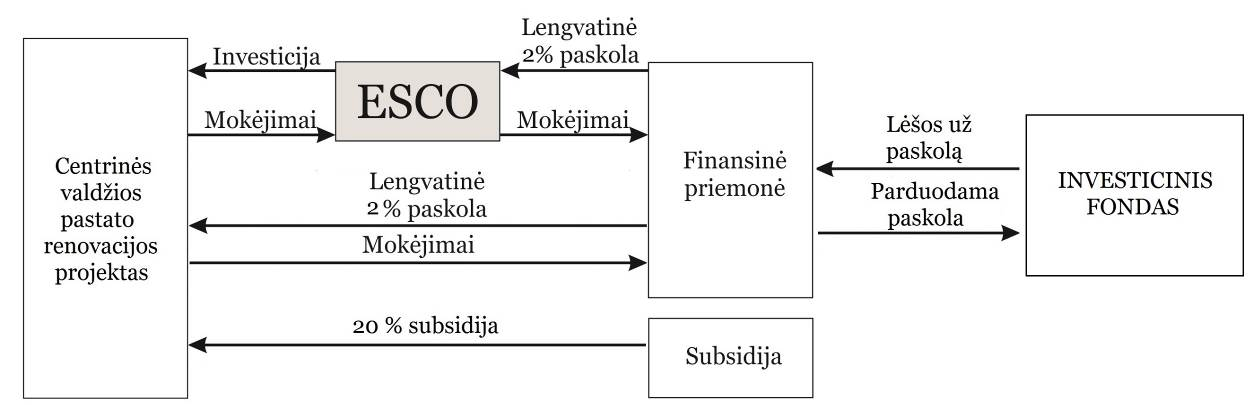 Lengvatinė
2% paskola
Investicija
ESCO
Mokėjimai
Mokėjimai
Centrinės
valdžios
pastato
renovacijos
projektas
Finansinė
priemonė
Lėšos už
paskolą
Parduodama
paskola
INVESTICINIS
FONDAS
Lengvatinė
2% paskola
Mokėjimai
20 % subsidija
Subsidija